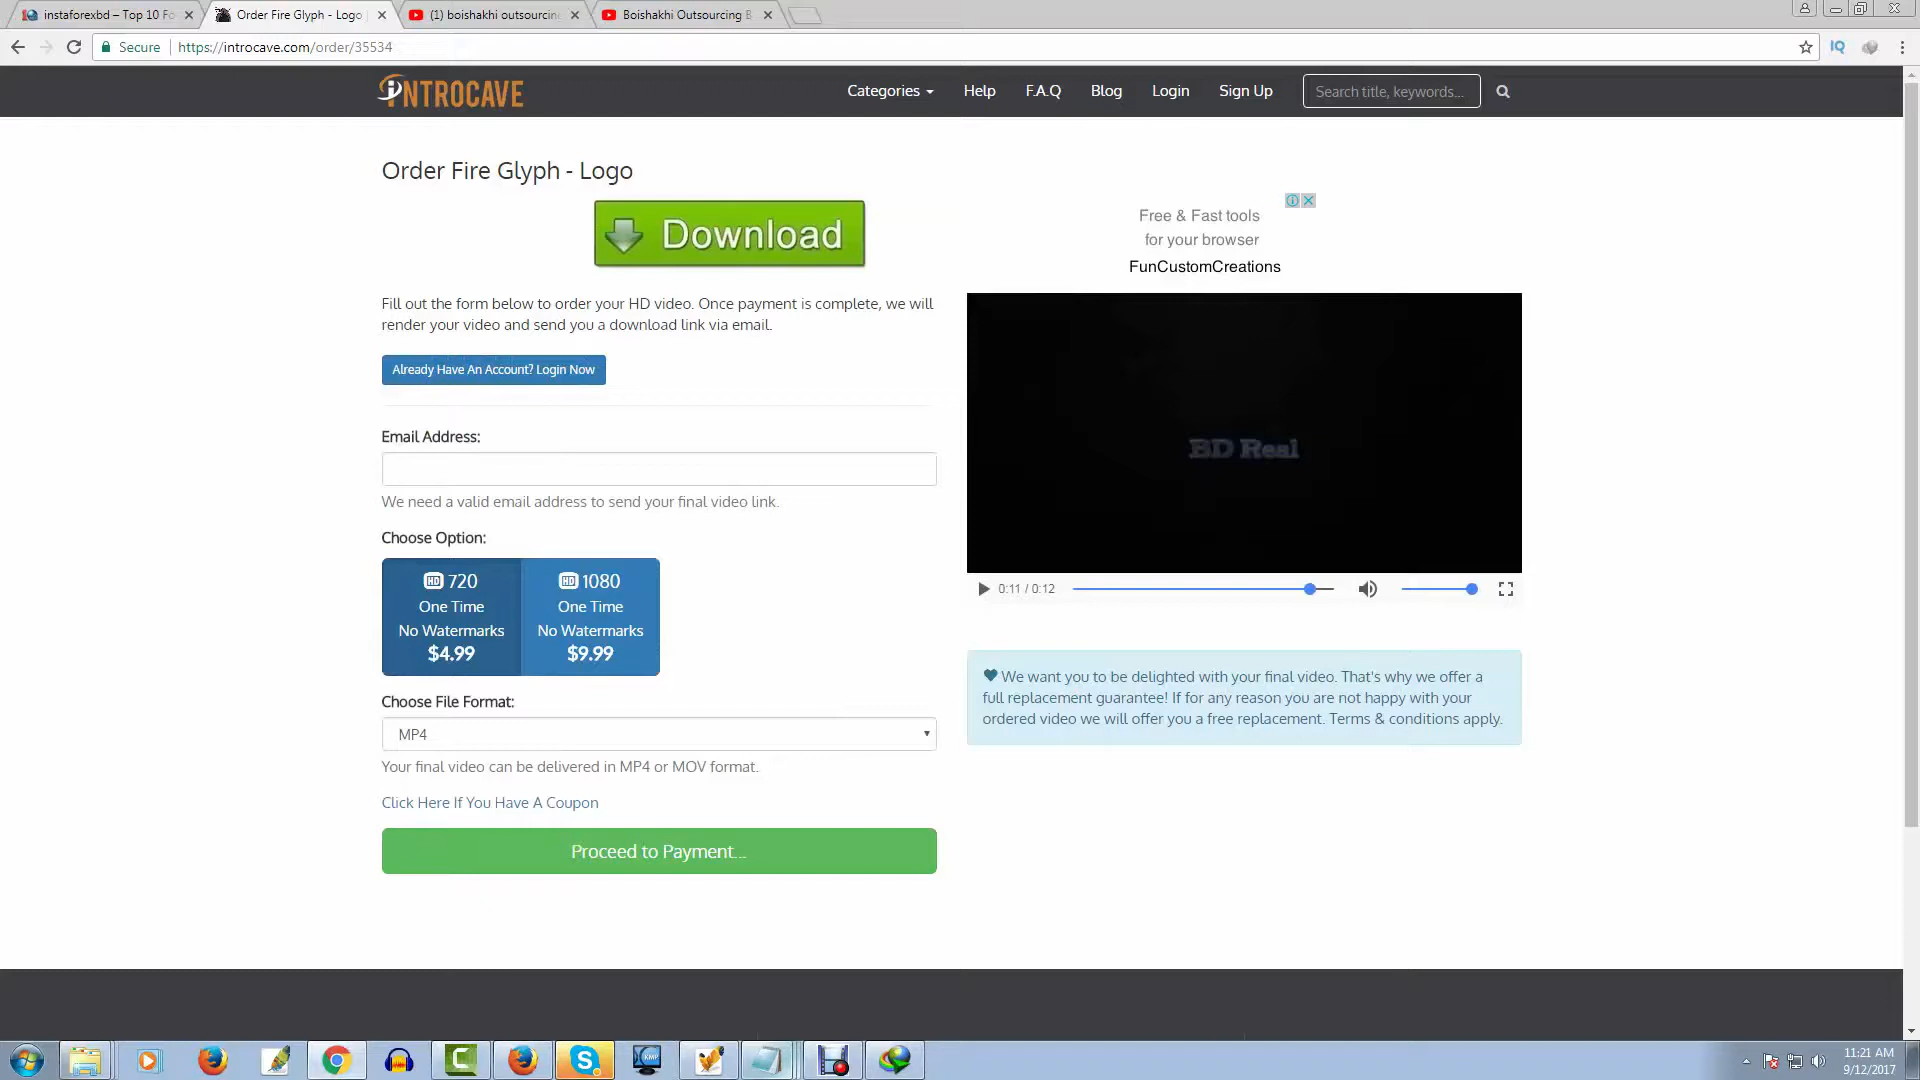 instaforexbd – Top 10 Fo
Order Fire Glyph - Logo
(1) boishakhi outsourcin
Boishakhi Outsourcing B
Secure
https://introcave.com/order/35534
IQ
INTROCAVE
Categories
Help
F.A.Q
Blog
Login
Sign Up
Search title, keywords...
Order Fire Glyph - Logo
Download
Free & Fast tools
for your browser
FunCustomCreations
Fill out the form below to order your HD video. Once payment is complete, we will
render your video and send you a download link via email.
Already Have An Account? Login Now
Email Address:
We need a valid email address to send your final video link.
BD Real
Choose Option:
HD 720
One Time
No Watermarks
$4.99
HD 1080
One Time
No Watermarks
$9.99
0:11 / 0:12
We want you to be delighted with your final video. That's why we offer a
full replacement guarantee! If for any reason you are not happy with your
ordered video we will offer you a free replacement. Terms & conditions apply.
Choose File Format:
MP4
Your final video can be delivered in MP4 or MOV format.
Click Here If You Have A Coupon
Proceed to Payment...
KMP
11:21 AM
9/12/2017